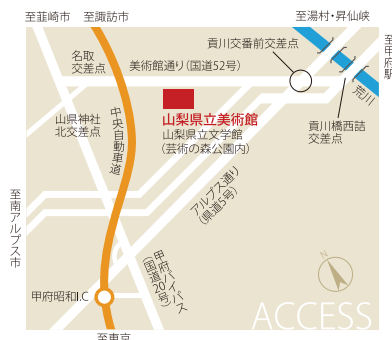 至韮崎市
至諏訪市
至湯村・昇仙峡
至甲府駅
名取
交差点
美術館通り(国道52号)
貢川交番前交差点
荒川
山県神社
北交差点
中央自動車道
山梨県立美術館
山梨県立文学館
(芸術の森公園内)
貢川橋西詰
交差点
至南アルプス市
アルプス通り
(県道5号)
甲府バイパス
(国道20号)
甲府昭和I.C
N
ACCESS
至東京